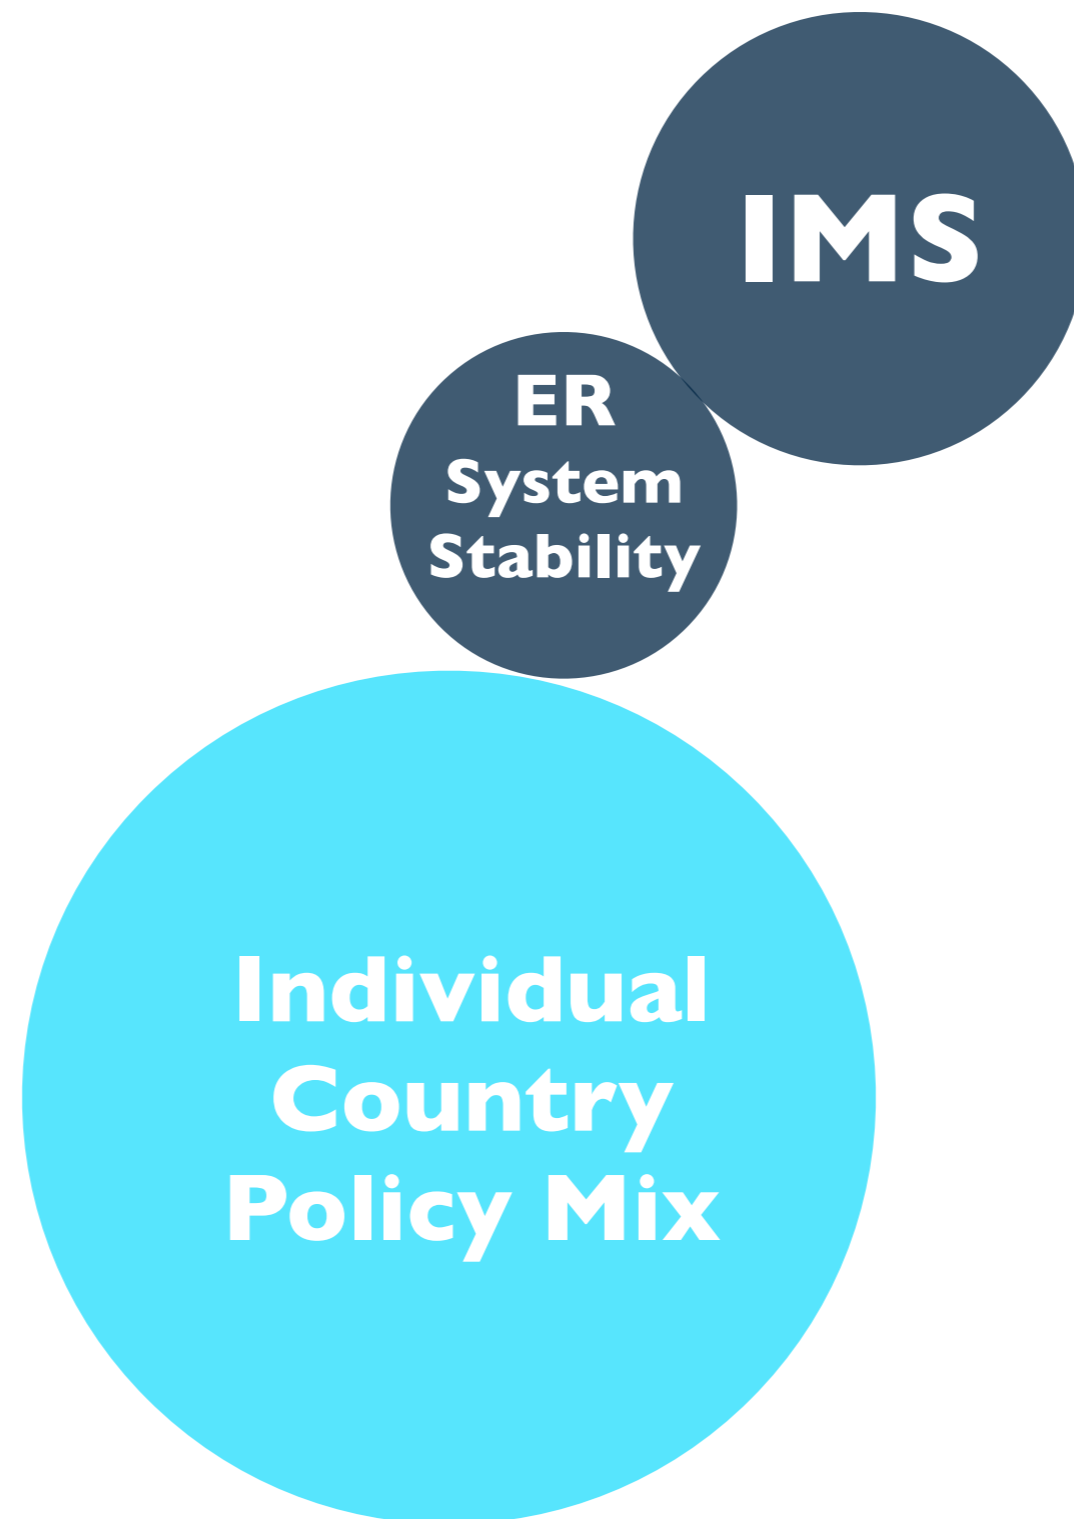 IMS
ER
System
Stability
Individual
Country
Policy Mix